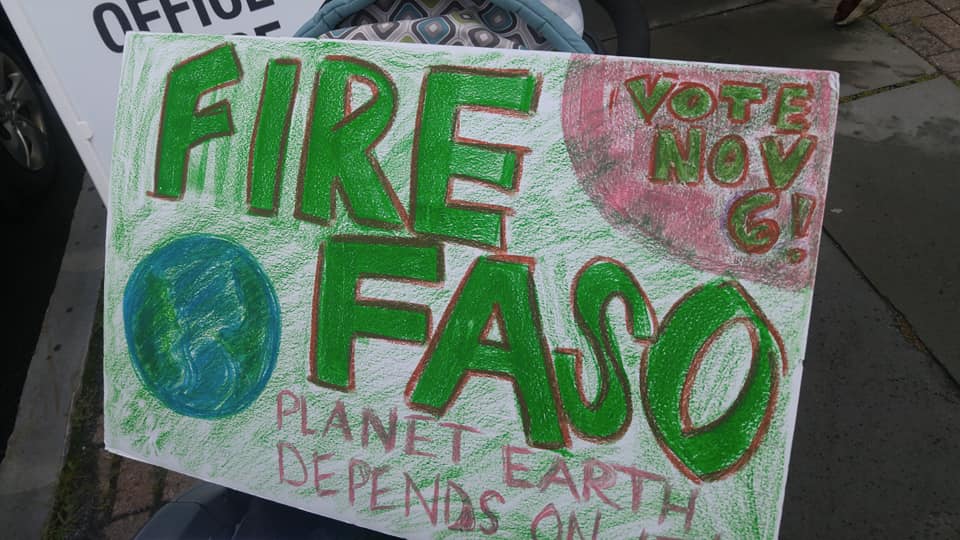 OFFICE
FIRE
FASO
VOTE
NOV
6!
PLANET EARTH
DEPENDS ON